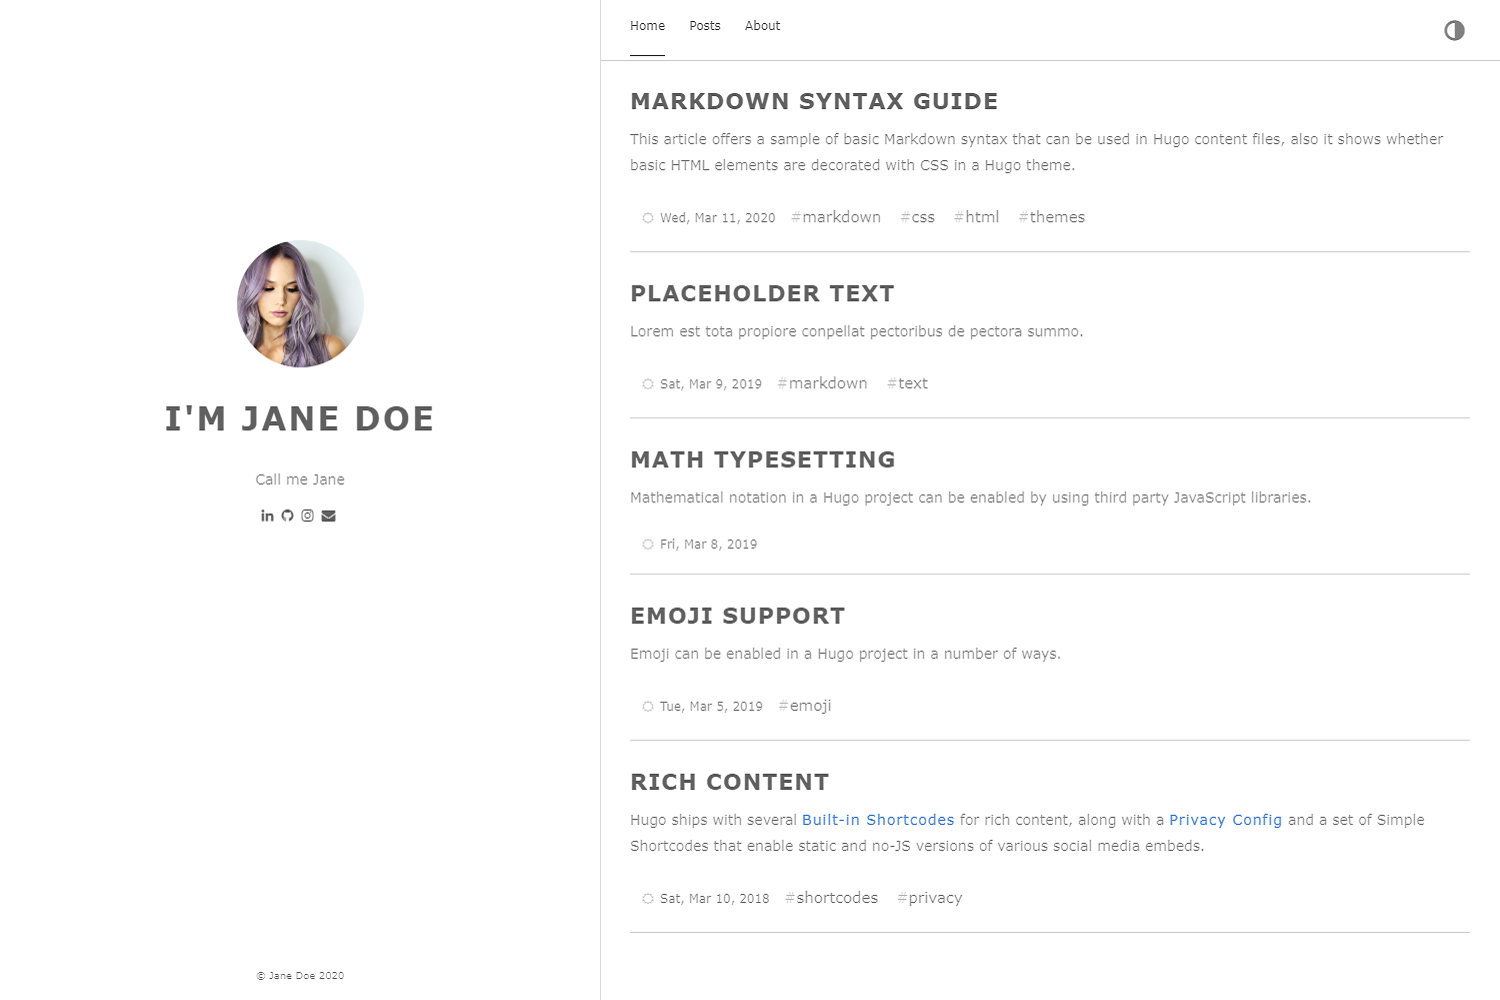 I'M JANE DOE
Call me Jane
© Jane Doe 2020
Home Posts About
MARKDOWN SYNTAX GUIDE
This article offers a sample of basic Markdown syntax that can be used in Hugo content files, also it shows whether
basic HTML elements are decorated with CSS in a Hugo theme.
Wed, Mar 11, 2020 #markdown #css #html #themes
PLACEHOLDER TEXT
Lorem est tota propiore conpellat pectoribus de pectora summo.
Sat, Mar 9, 2019 #markdown #text
MATH TYPESETTING
Mathematical notation in a Hugo project can be enabled by using third party JavaScript libraries.
Fri, Mar 8, 2019
EMOJI SUPPORT
Emoji can be enabled in a Hugo project in a number of ways.
Tue, Mar 5, 2019 #emoji
RICH CONTENT
Hugo ships with several Built-in Shortcodes for rich content, along with a Privacy Config and a set of Simple
Shortcodes that enable static and no-JS versions of various social media embeds.
Sat, Mar 10, 2018 #shortcodes #privacy